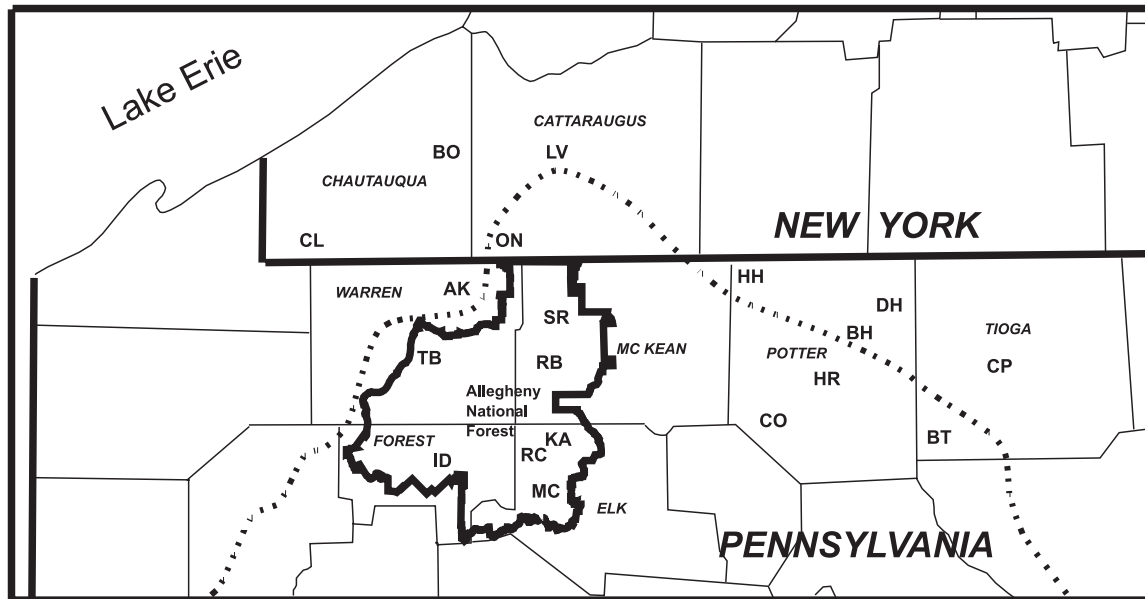 Lake Erie
CATTARAUGUS
BO
LV
CHAUTAUQUA
NEW YORK
CL
ON
HH
WARREN
AK
DH
SR
BH
TIOGA
MC KEAN
POTTER
TB
RB
CP
HR
Allegheny
National
Forest
CO
FOREST
KA
BT
ID
RC
MC
ELK
PENNSYLVANIA